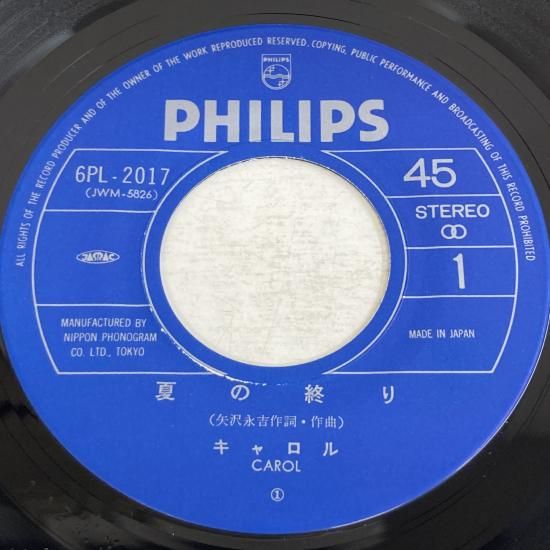 ALL RIGHTS OF THE RECORD PRODUCER AND OF THE OWNER OF THE WORK REPRODUCED RESERVED. COPYING, PUBLIC PERFORMANCE AND BROADCASTING OF THIS RECORD PROHIBITED
PHILIPS
PHILIPS
6PL-2017
(JWM-5826)
45
STEREO
1
JASRAC
MANUFACTURED BY
NIPPON PHONOGRAM
CO. LTD., TOKYO
MADE IN JAPAN
夏の終り
(矢沢永吉作詞・作曲)
キャロル
CAROL
①